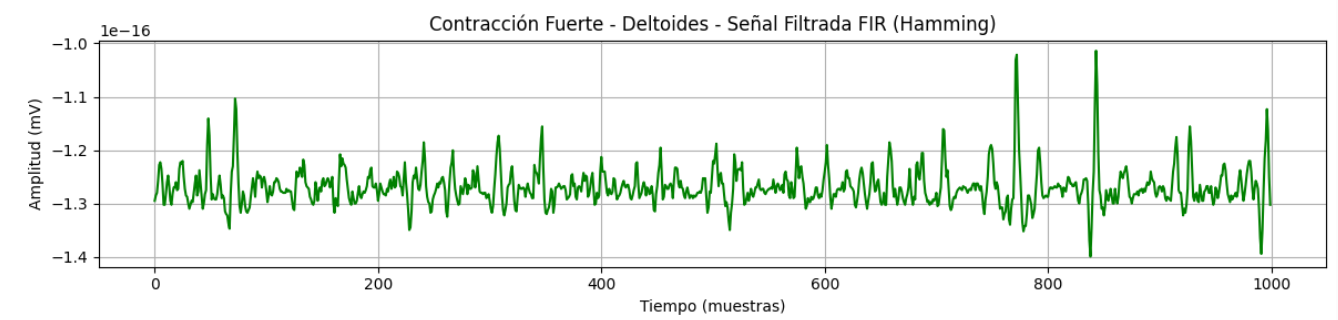 Contracción Fuerte - Deltoides - Señal Filtrada FIR (Hamming)
1e−16
−1.0
−1.1
−1.2
−1.3
−1.4
Amplitud (mV)
0 200 400 600 800 1000
Tiempo (muestras)